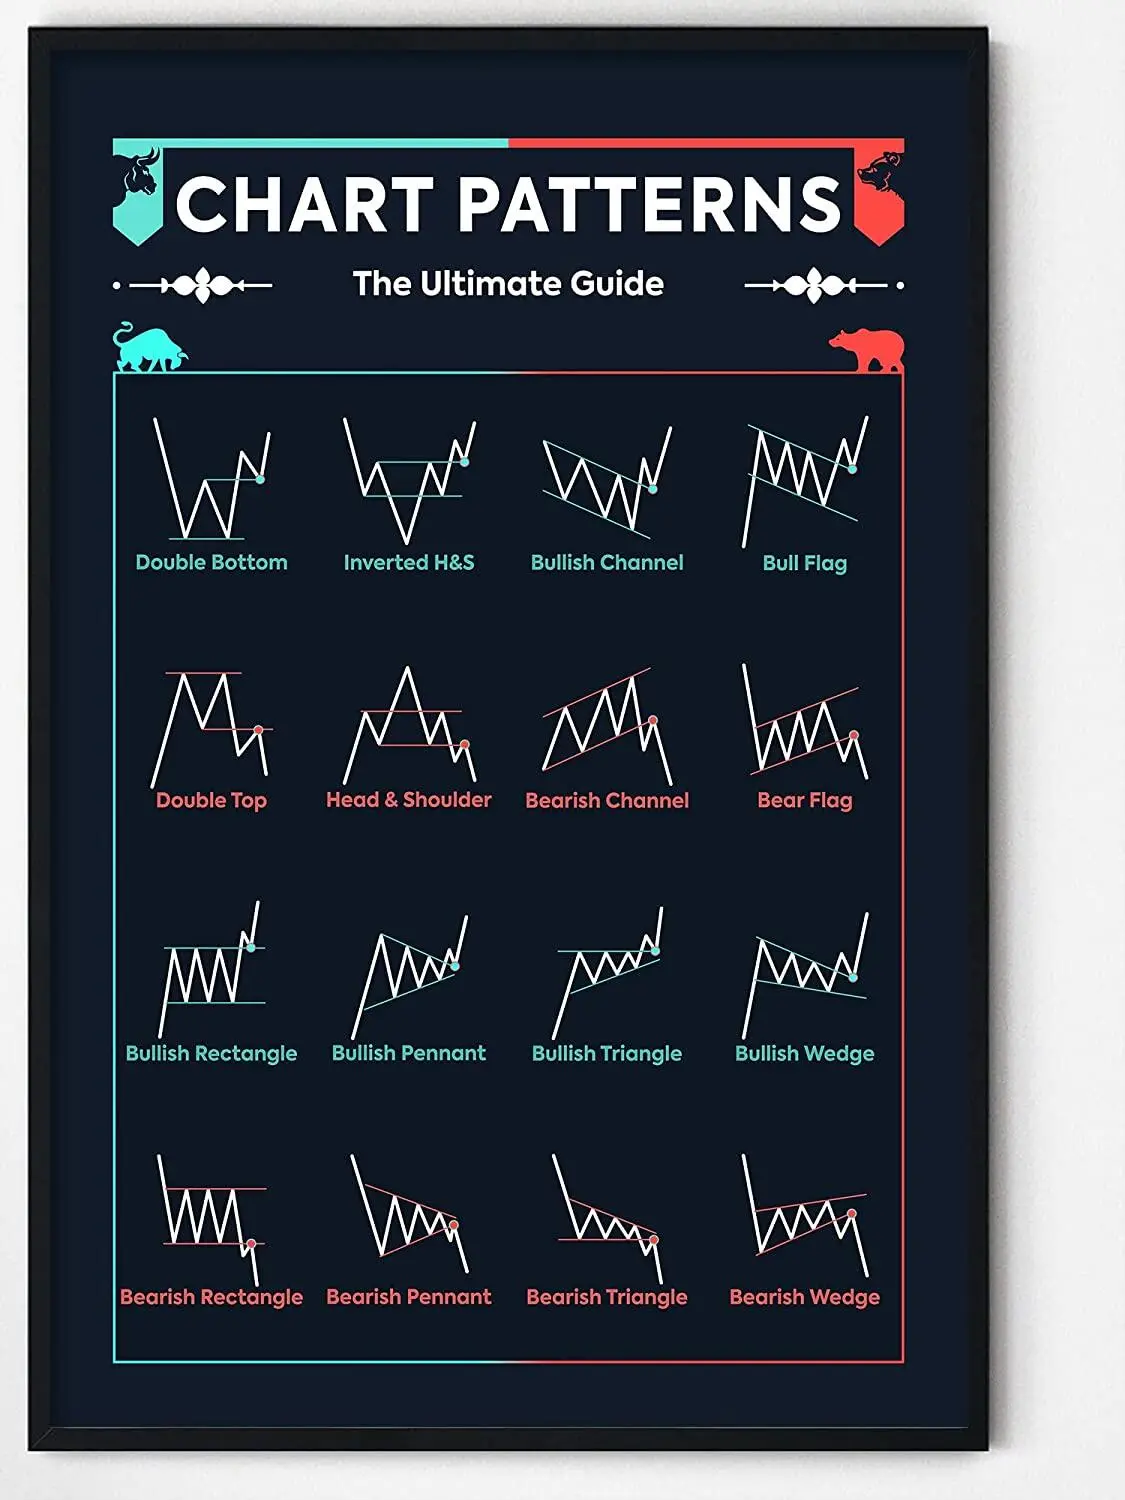 CHART PATTERNS
The Ultimate Guide
Double Bottom
Inverted H&S
Bullish Channel
Bull Flag
Double Top
Head & Shoulder
Bearish Channel
Bear Flag
Bullish Rectangle
Bullish Pennant
Bullish Triangle
Bullish Wedge
Bearish Rectangle
Bearish Pennant
Bearish Triangle
Bearish Wedge